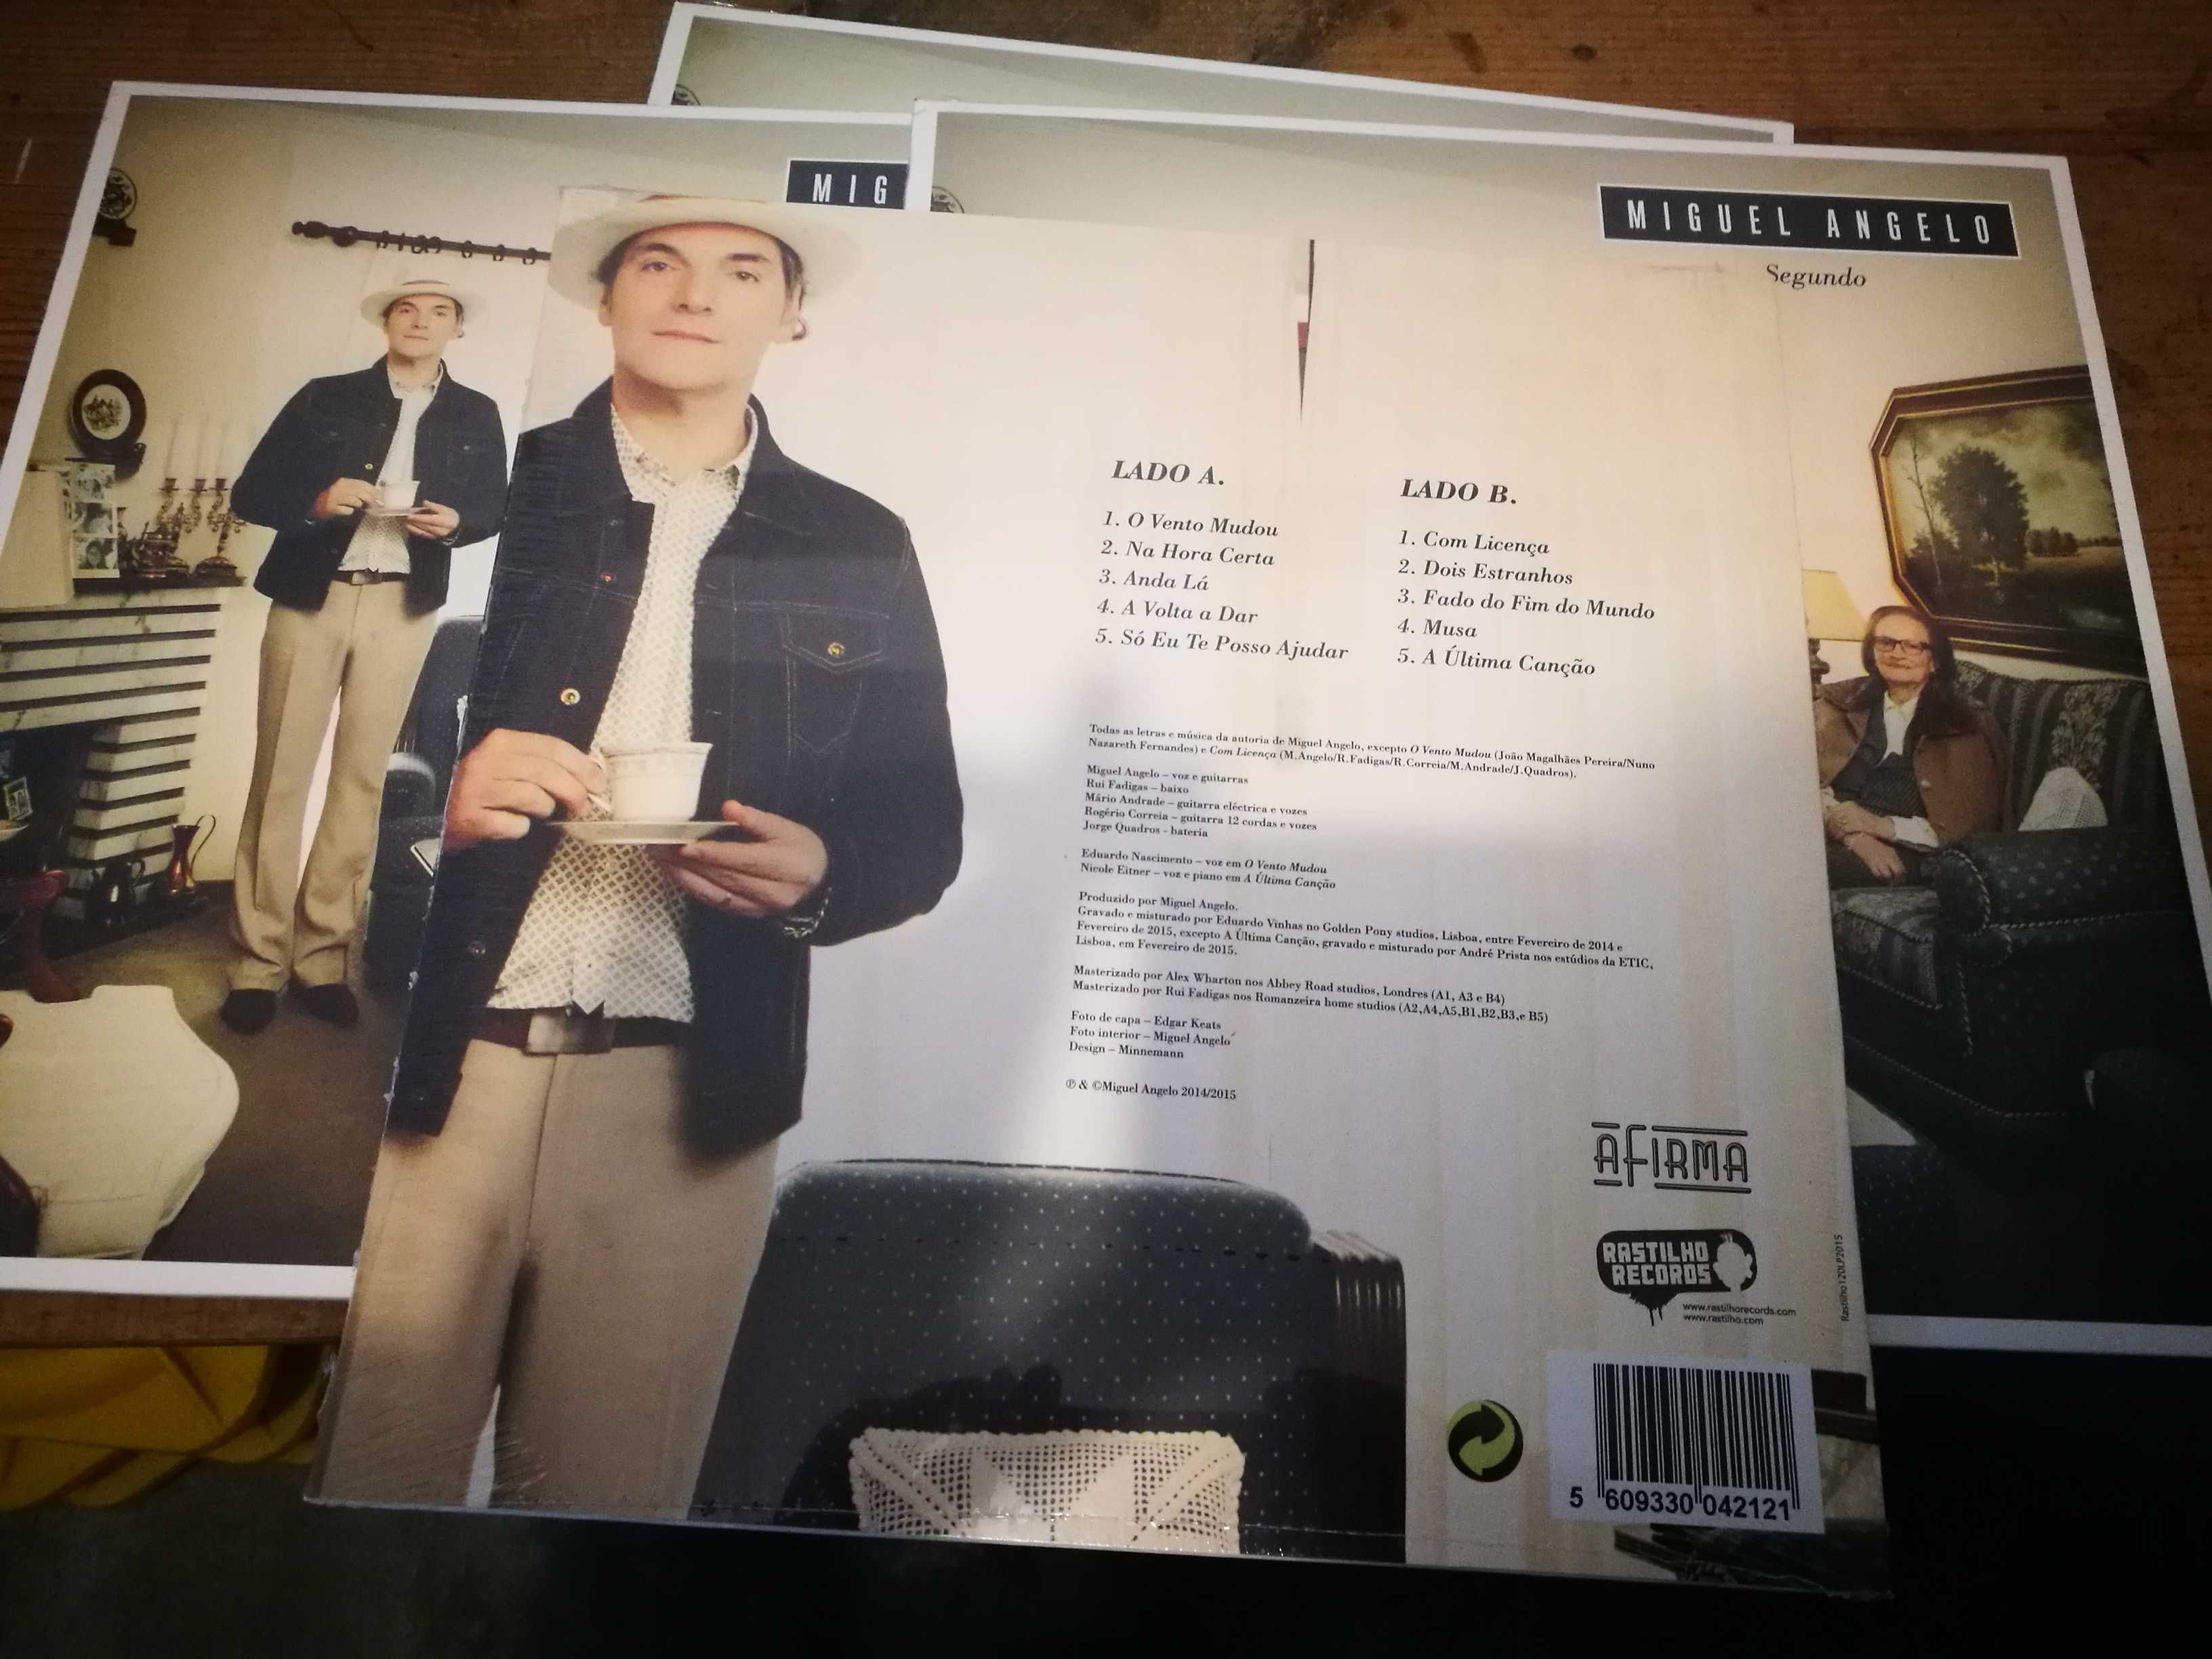 MIG
MIGUEL ANGELO
Segundo
LADO A.
1. O Vento Mudou
2. Na Hora Certa
3. Anda Lá
4. A Volta a Dar
5. Só Eu Te Posso Ajudar
LADO B.
1. Com Licença
2. Dois Estranhos
3. Fado do Fim do Mundo
4. Musa
5. A Última Canção
Todas as letras e música da autoria de Miguel Angelo, excepto O Vento Mudou (João Magalhães Pereira/Nuno
Nazareth Fernandes) e Com Licença (M.Angelo/R.Fadigas/R.Correia/M.Andrade/J.Quadros).
Miguel Angelo – voz e guitarras
Rui Fadigas – baixo
Mário Andrade – guitarra eléctrica e vozes
Rogério Correia – guitarra 12 cordas e vozes
Jorge Quadros - bateria
Eduardo Nascimento – voz em O Vento Mudou
Nicole Eitner – voz e piano em A Última Canção
Produzido por Miguel Angelo.
Gravado e misturado por Eduardo Vinhas no Golden Pony studios, Lisboa, entre Fevereiro de 2014 e
Fevereiro de 2015, excepto A Última Canção, gravado e misturado por André Prista nos estúdios da ETIC,
Lisboa, em Fevereiro de 2015.
Masterizado por Alex Wharton nos Abbey Road studios, Londres (A1, A3 e B4)
Masterizado por Rui Fadigas nos Romanzeira home studios (A2,A4,A5,B1,B2,B3,e B5)
Foto de capa – Edgar Keats
Foto interior – Miguel Angelo
Design – Minnemann
℗ & ©Miguel Angelo 2014/2015
AFIRMA
RASTILHO
RECORDS
www.rastilhorecords.com
www.rastilho.com
Rastilho120LP2015
5 609330 042121